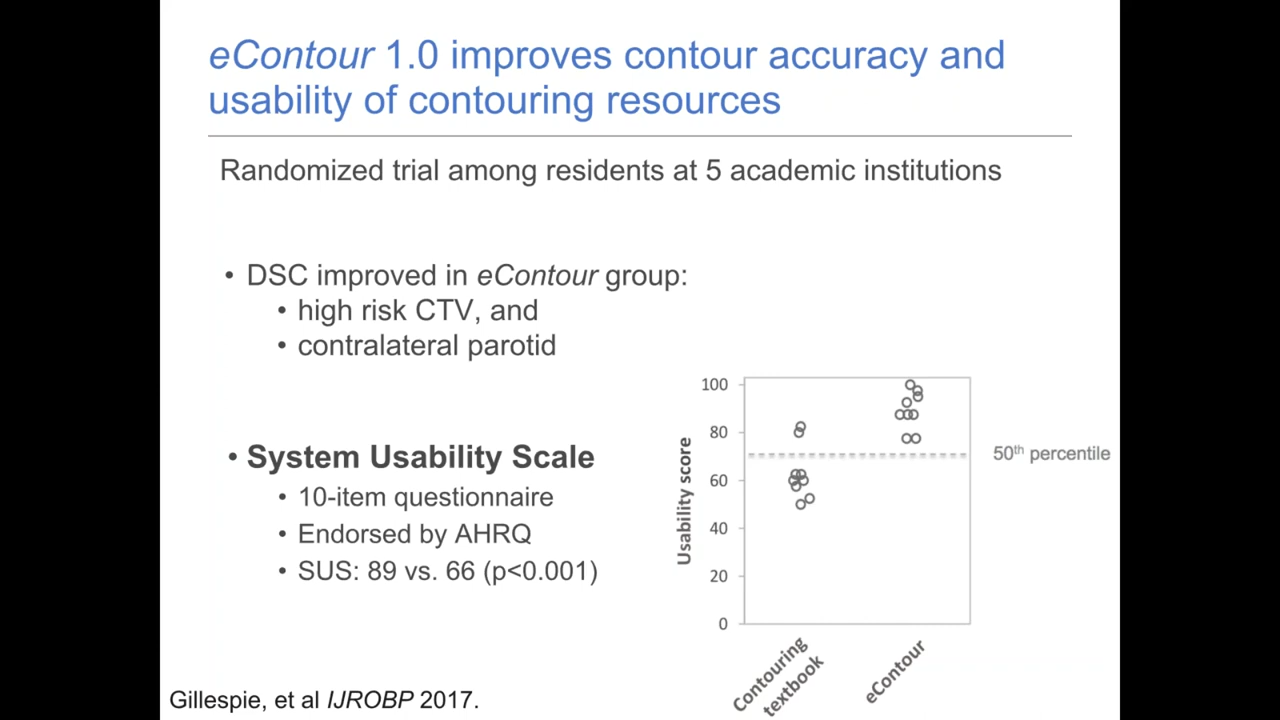 eContour 1.0 improves contour accuracy and
usability of contouring resources
Randomized trial among residents at 5 academic institutions
• DSC improved in eContour group:
• high risk CTV, and
• contralateral parotid
• System Usability Scale
• 10-item questionnaire
• Endorsed by AHRQ
• SUS: 89 vs. 66 (p<0.001)
Usability score
100
80
60
40
20
0
50th percentile
Contouring
textbook
eContour
Gillespie, et al IJROBP 2017.